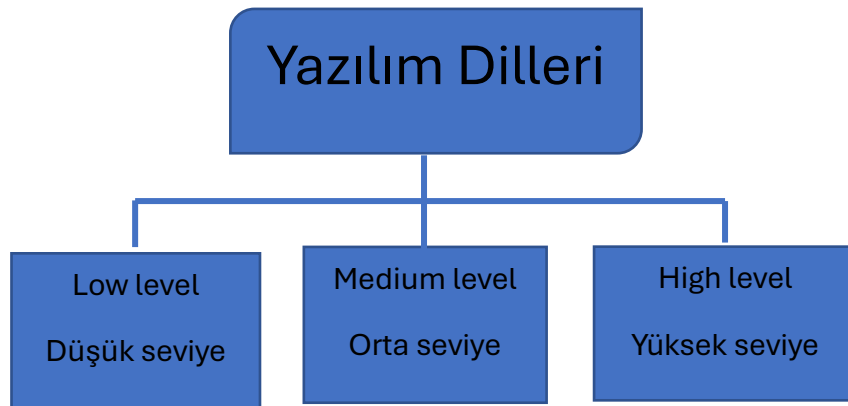 Yazılım Dilleri
Low level
Düşük seviye
Medium level
Orta seviye
High level
Yüksek seviye